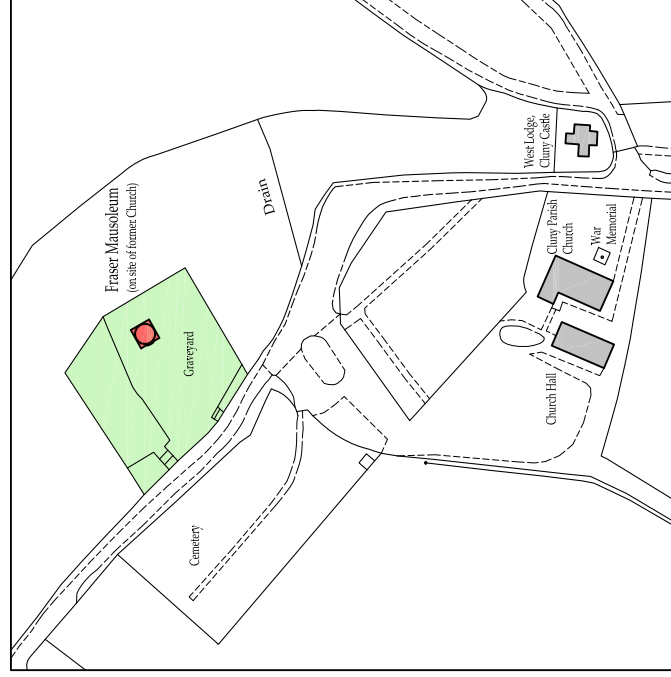 Fraser Mausoleum
(on site of former Church)
Drain
Graveyard
Cemetery
West Lodge,
Cluny Castle
Cluny Parish
Church
War
Memorial
Church Hall